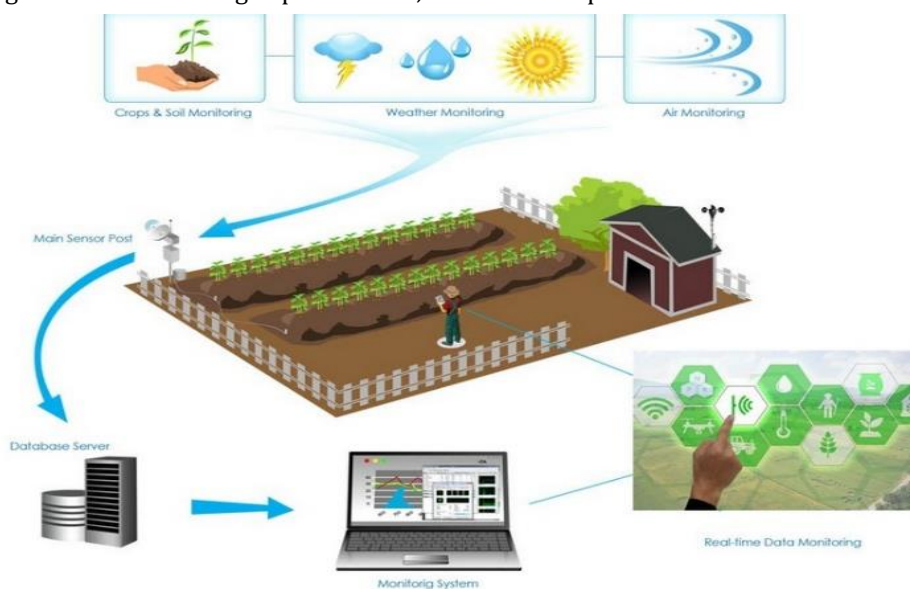 Crops & Soil Monitoring
Weather Monitoring
Air Monitoring
Main Sensor Post
Database Server
Real-time Data Monitoring
Monitorig System